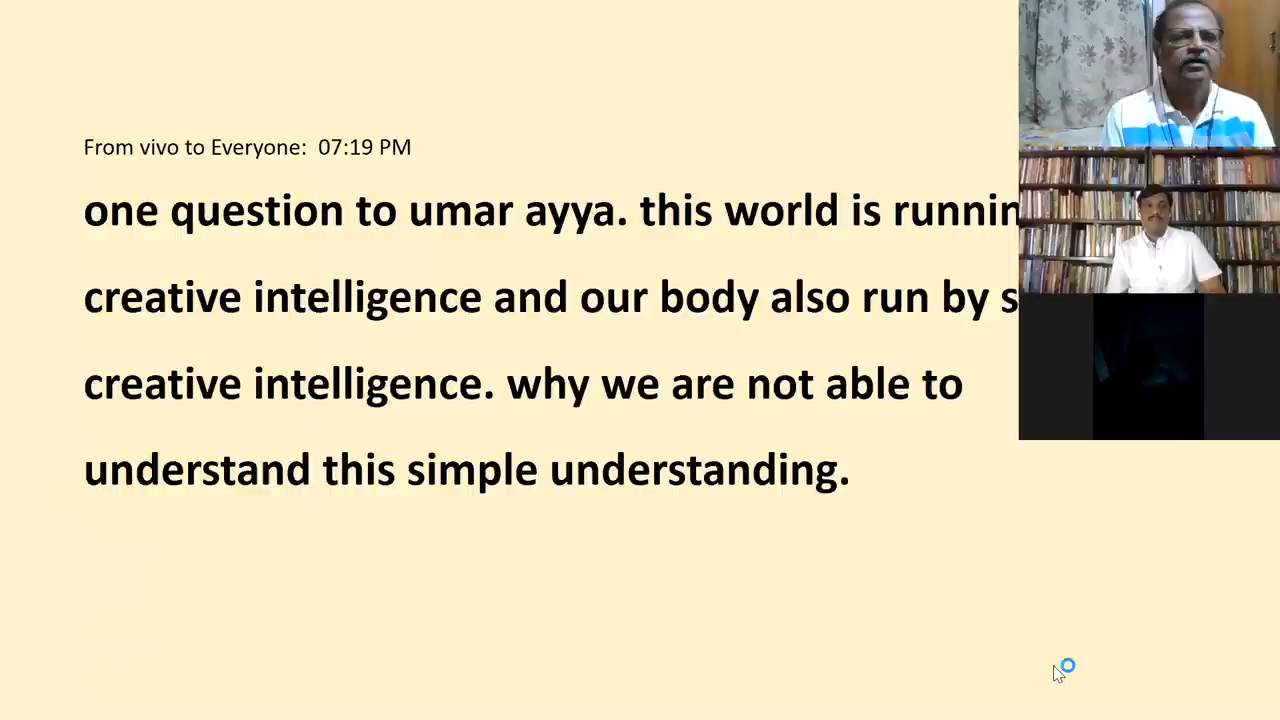 From vivo to Everyone: 07:19 PM
one question to umar ayya. this world is
creative intelligence and our body also run by
creative intelligence. why we are not able to
understand this simple understanding.